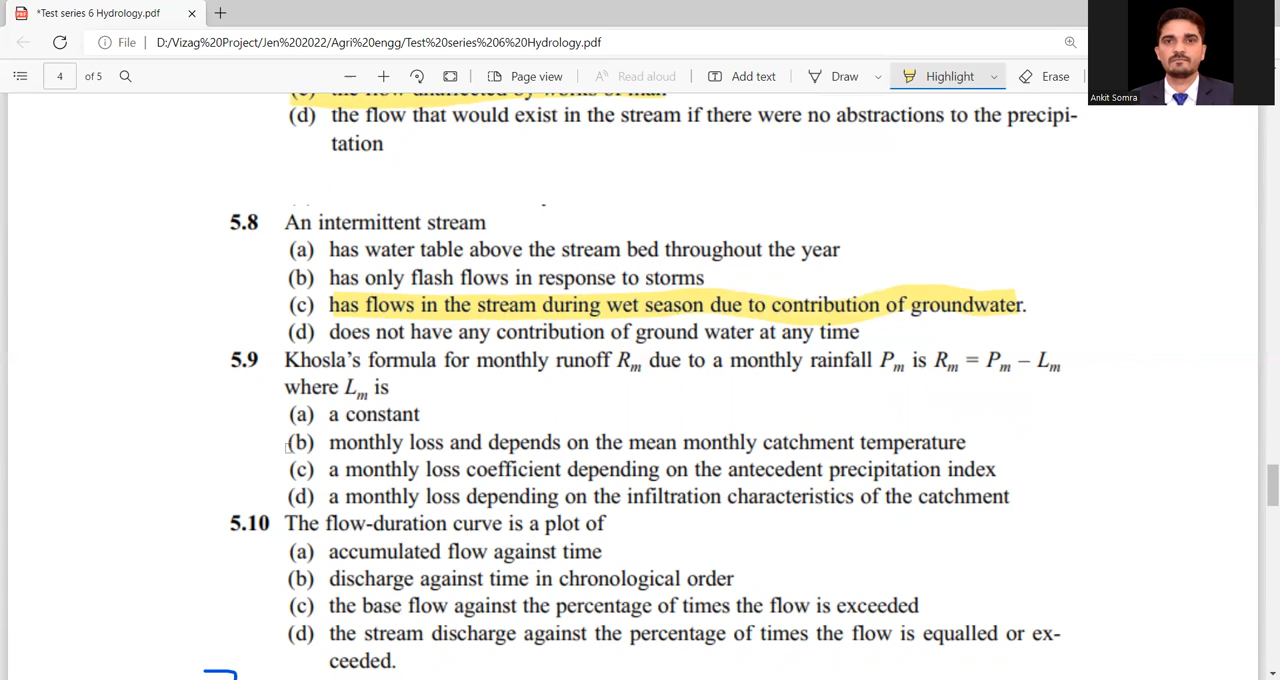 *Test series 6 Hydrology.pdf
File D:/Vizag%20Project/Jen%202022/Agri%20engg/Test%20series%206%20Hydrology.pdf
4 of 5 Page view Read aloud Add text Draw Highlight Erase
Ankit Somra
(d) the flow that would exist in the stream if there were no abstractions to the precipi-
tation
5.8 An intermittent stream
(a) has water table above the stream bed throughout the year
(b) has only flash flows in response to storms
(c) has flows in the stream during wet season due to contribution of groundwater.
(d) does not have any contribution of ground water at any time
5.9 Khosla's formula for monthly runoff Rm due to a monthly rainfall Pm is Rm = Pm – Lm
where Lm is
(a) a constant
(b) monthly loss and depends on the mean monthly catchment temperature
(c) a monthly loss coefficient depending on the antecedent precipitation index
(d) a monthly loss depending on the infiltration characteristics of the catchment
5.10 The flow-duration curve is a plot of
(a) accumulated flow against time
(b) discharge against time in chronological order
(c) the base flow against the percentage of times the flow is exceeded
(d) the stream discharge against the percentage of times the flow is equalled or ex-
ceeded.